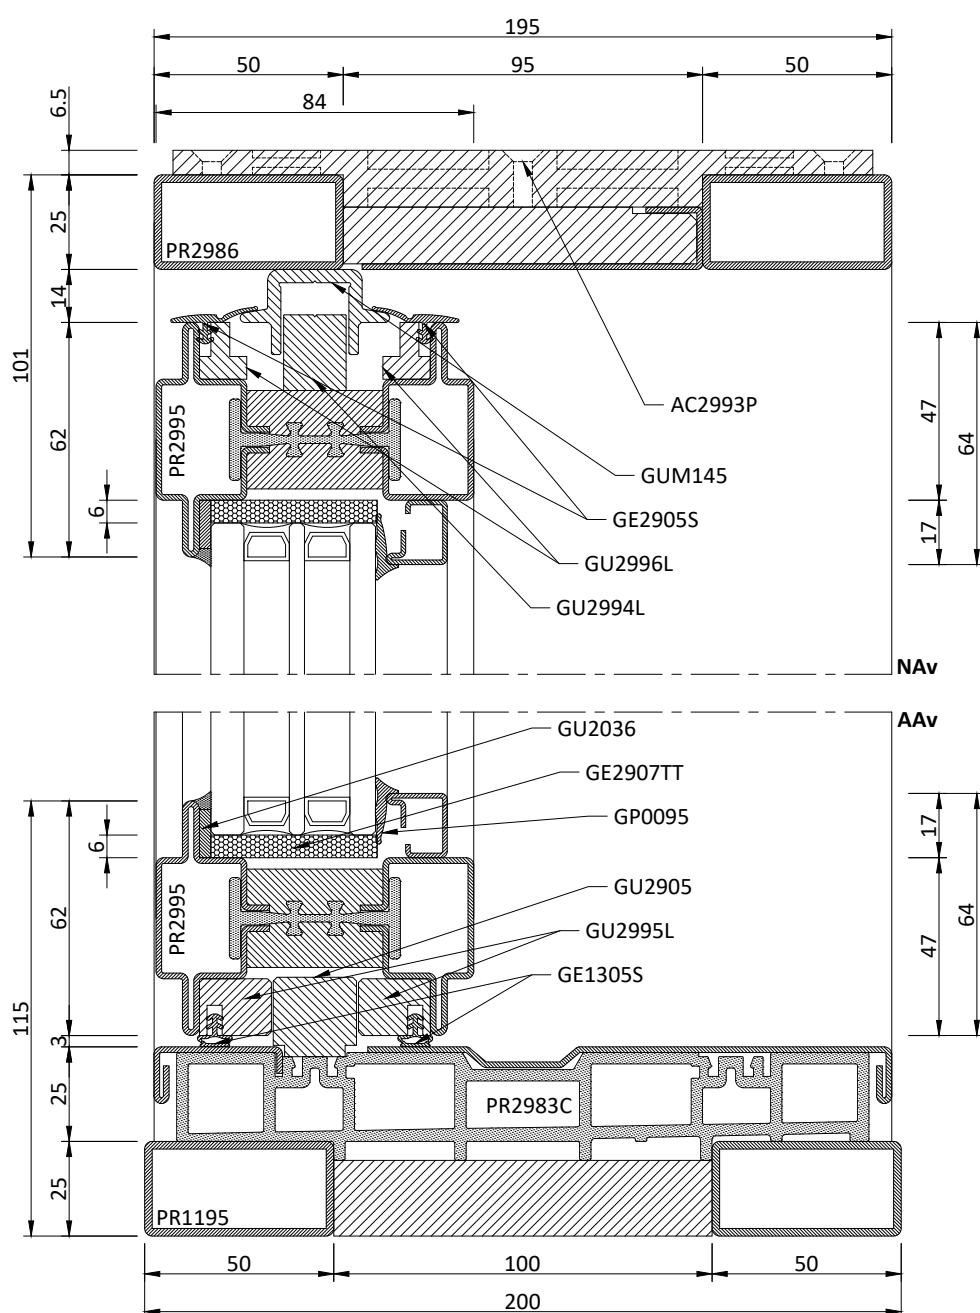 195
50
95
50
84
6.5
25
14
101
62
6
PR2986
PR2995
AC2993P
GUM145
GE2905S
GU2996L
GU2994L
47
64
17
NAv
AAv
GU2036
GE2907TT
GP0095
GU2905
GU2995L
GE1305S
6
62
115
3
25
25
PR2995
17
64
47
PR2983C
PR1195
50
100
50
200